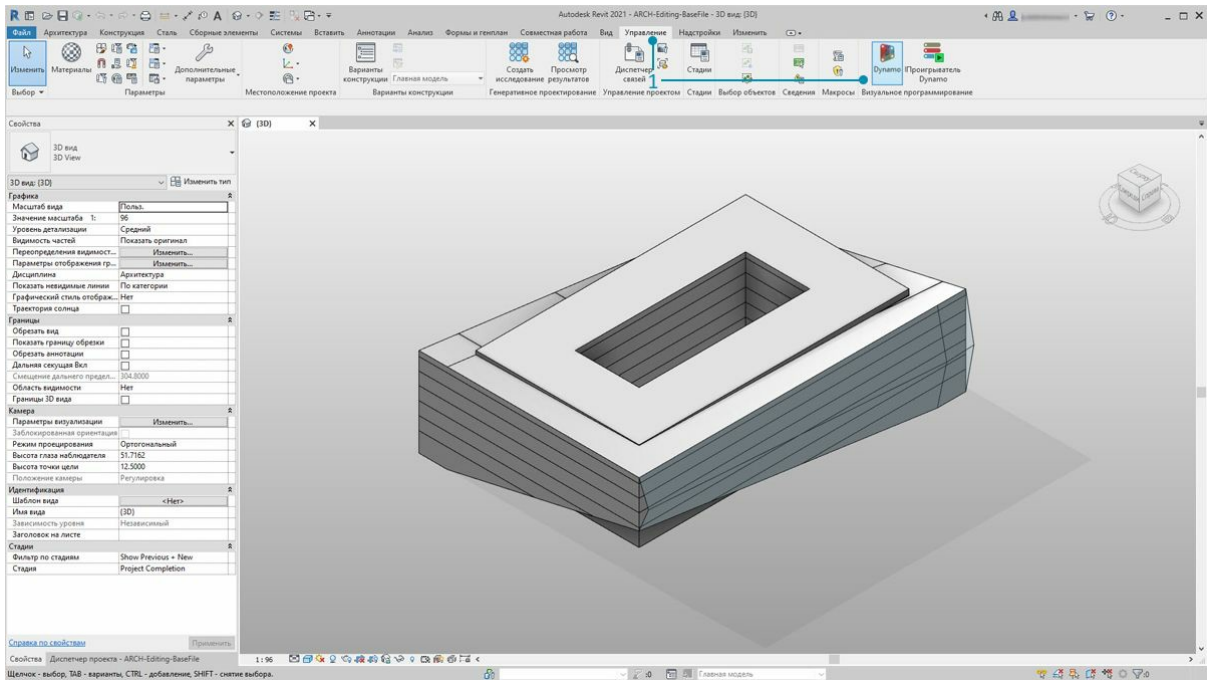 Autodesk Revit 2021 - ARCH-Editing-BaseFile - 3D вид: {3D}
Файл Архитектура Конструкция Сталь Сборные элементы Системы Вставить Аннотации Анализ Формы и генплан Совместная работа Вид Управление Надстройки Изменить
Изменить
Материалы
Дополнительные параметры
Варианты конструкции
Главная модель
Создать исследование
Просмотр результатов
Диспетчер связей
1
Стадии
Dynamo
Проигрыватель Dynamo
Выбор Параметры Местоположение проекта Варианты конструкции Генеративное проектирование Управление проектом Стадии Выбор объектов Сведения Макросы Визуальное программирование
Свойства
{3D}
3D вид
3D View
3D вид: {3D} Изменить тип
Графика
Масштаб вида Польз.
Значение масштаба 1: 96
Уровень детализации Средний
Видимость частей Показать оригинал
Переопределения видимост... Изменить...
Параметры отображения гр... Изменить...
Дисциплина Архитектура
Показать невидимые линии По категории
Графический стиль отображ... Нет
Траектория солнца
Границы
Обрезать вид
Показать границу обрезки
Обрезать аннотации
Дальняя секущая Вкл
Смещение дальнего предел... 304.8000
Область видимости Нет
Границы 3D вида
Камера
Параметры визуализации Изменить...
Заблокированная ориентация
Режим проецирования Ортогональный
Высота глаза наблюдателя 51.7162
Высота точки цели 12.5000
Положение камеры Регулировка
Идентификация
Шаблон вида <Нет>
Имя вида {3D}
Зависимость уровня Независимый
Заголовок на листе
Стадии
Фильтр по стадиям Show Previous + New
Стадия Project Completion
Справка по свойствам Применить
Свойства Диспетчер проекта - ARCH-Editing-BaseFile 1 : 96
Щелчок - выбор, TAB - варианты, CTRL - добавление, SHIFT - снятие выбора. :0 Главная модель :0